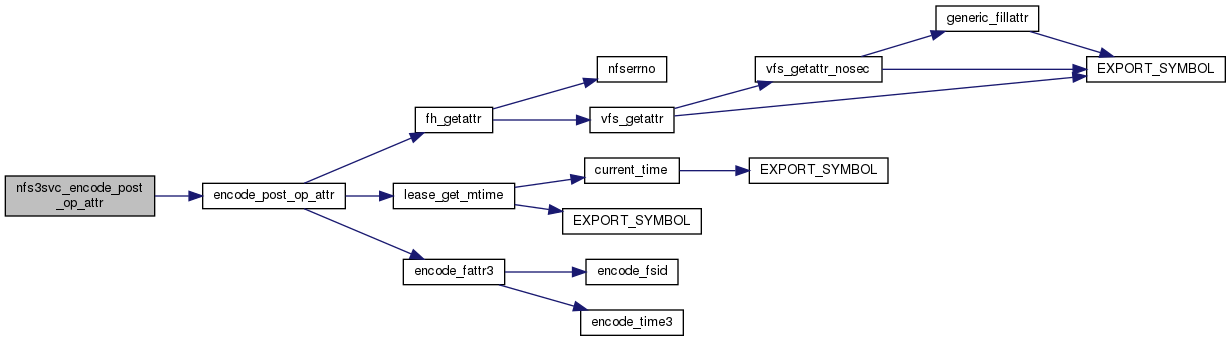 generic_fillattr
nfserrno
vfs_getattr_nosec
EXPORT_SYMBOL
fh_getattr
vfs_getattr
current_time
EXPORT_SYMBOL
nfs3svc_encode_post
_op_attr
encode_post_op_attr
lease_get_mtime
EXPORT_SYMBOL
encode_fattr3
encode_fsid
encode_time3